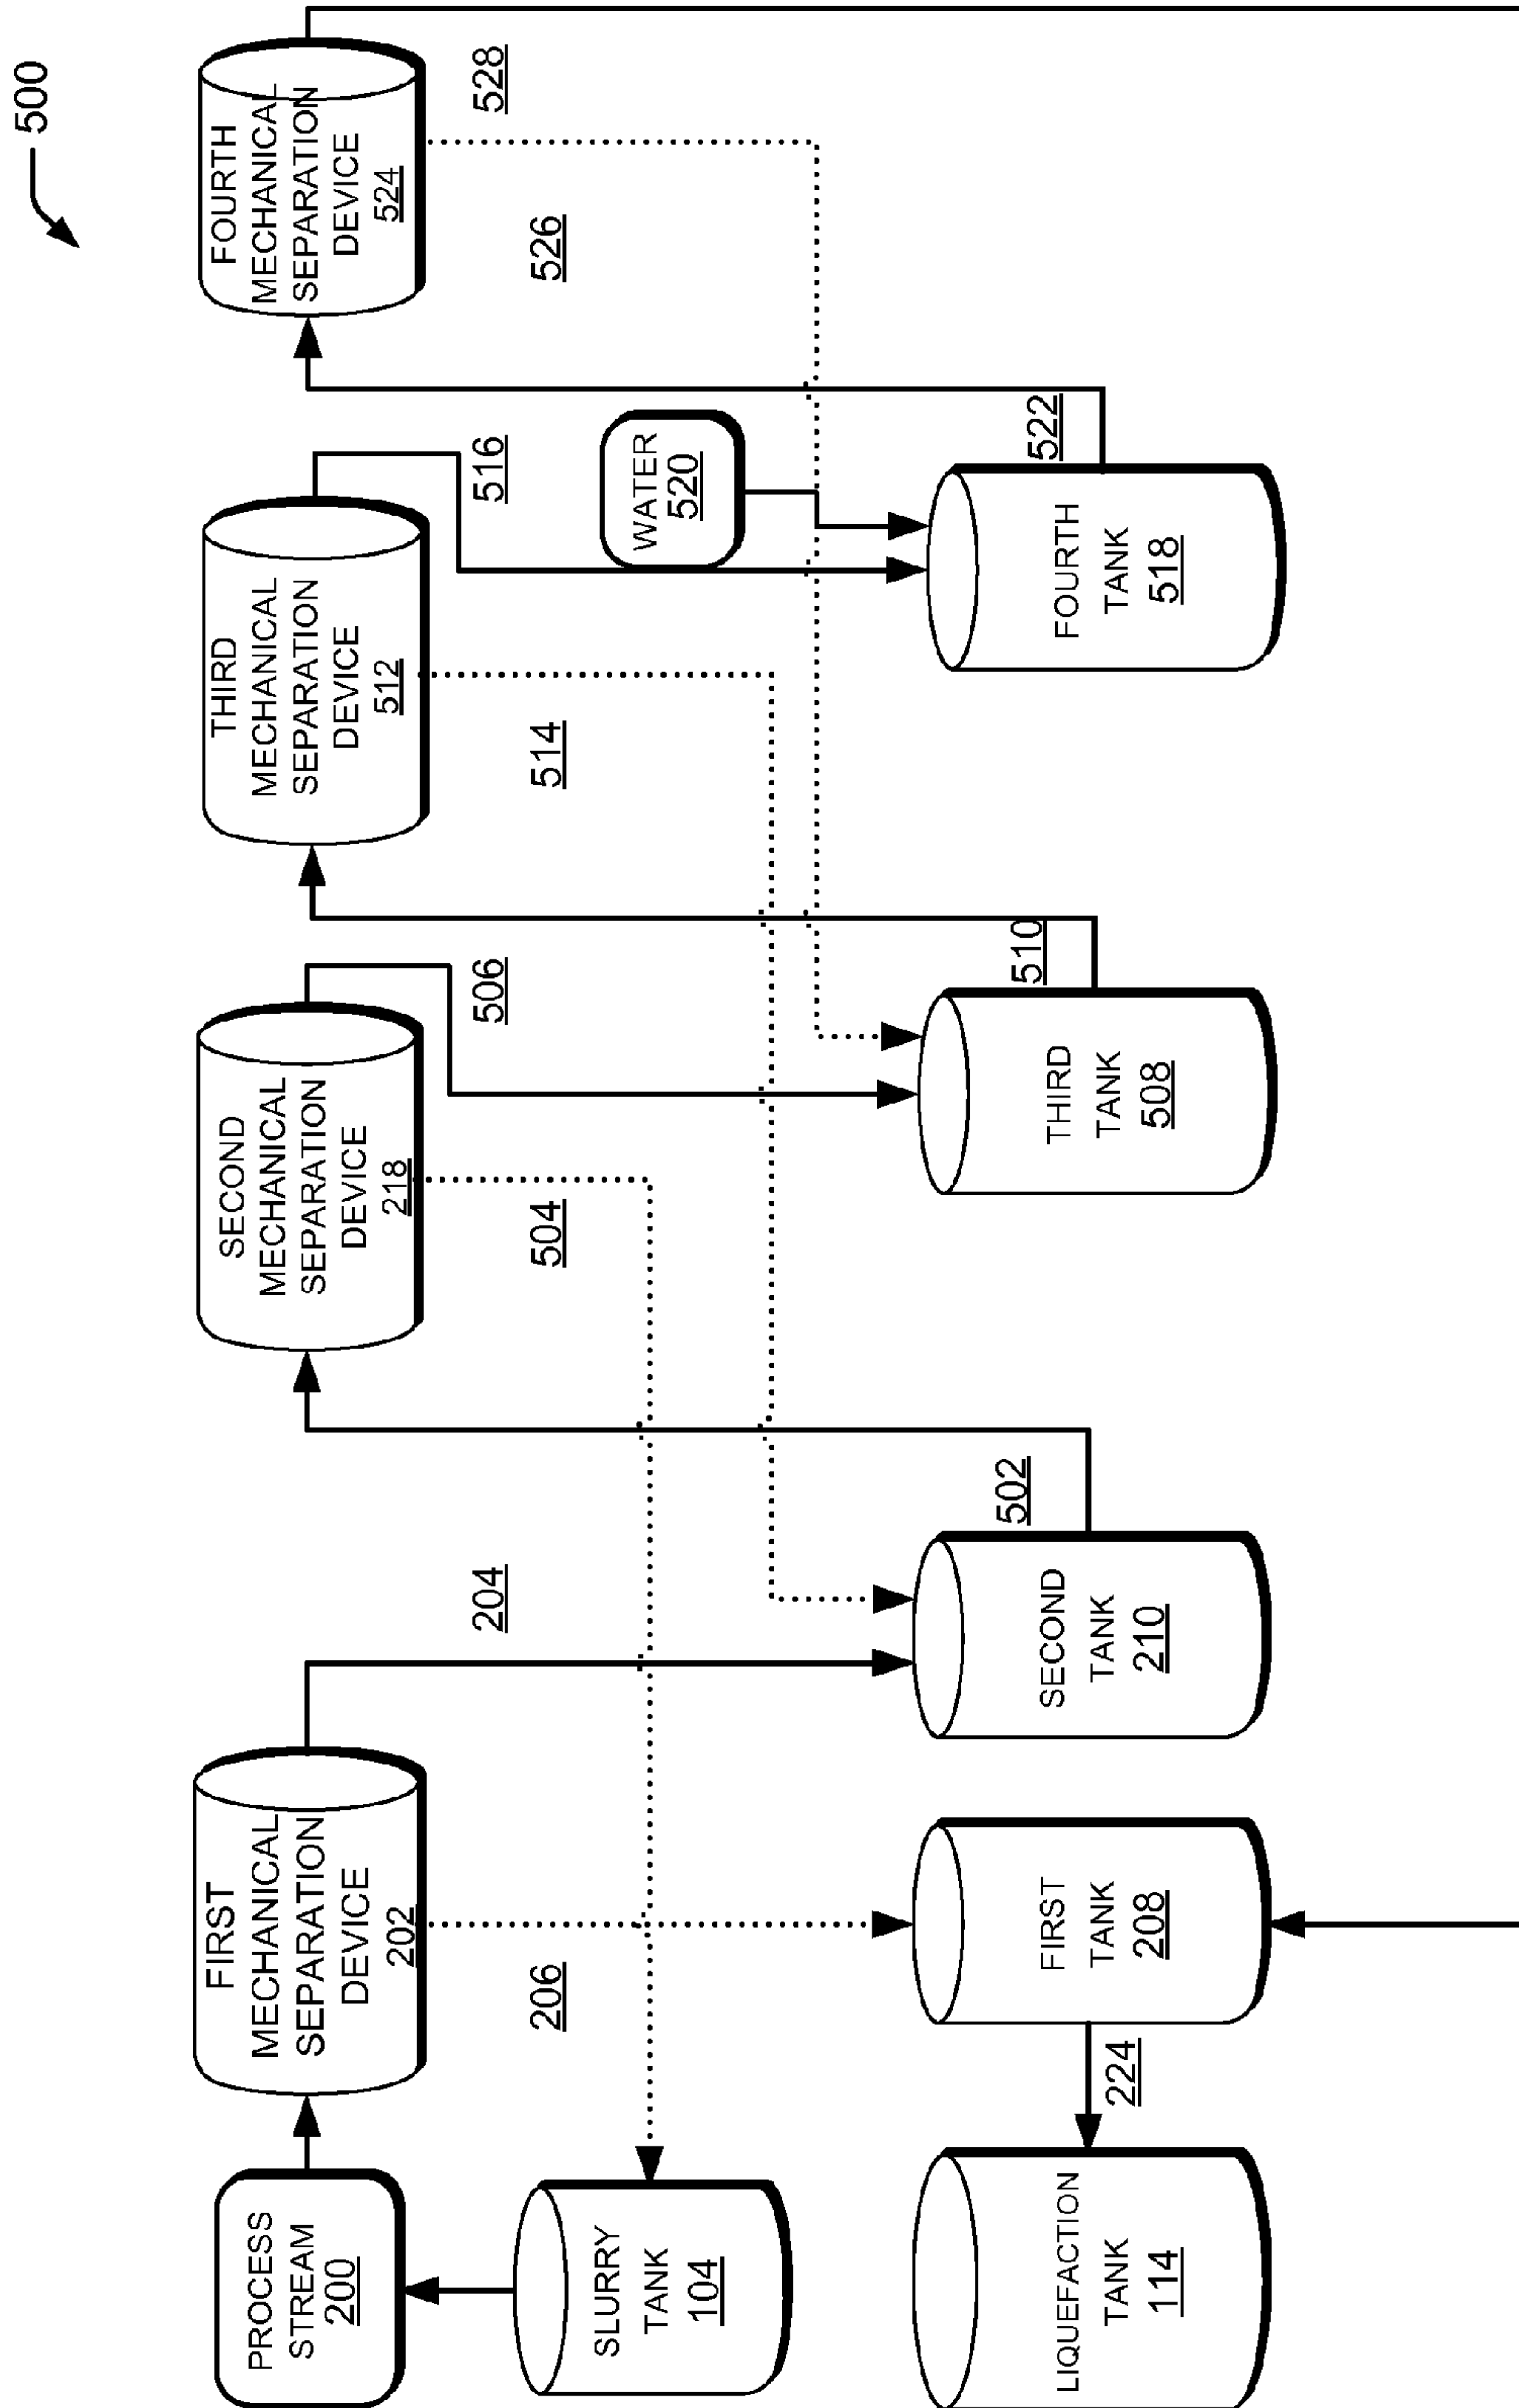 500
PROCESS
STREAM
200
FIRST
MECHANICAL
SEPARATION
DEVICE
202
SECOND
MECHANICAL
SEPARATION
DEVICE
218
THIRD
MECHANICAL
SEPARATION
DEVICE
512
FOURTH
MECHANICAL
SEPARATION
DEVICE
524
204
506
516
528
206
504
514
526
SLURRY
TANK
104
WATER
520
502
510
522
LIQUEFACTION
TANK
114
224
FIRST
TANK
208
SECOND
TANK
210
THIRD
TANK
508
FOURTH
TANK
518